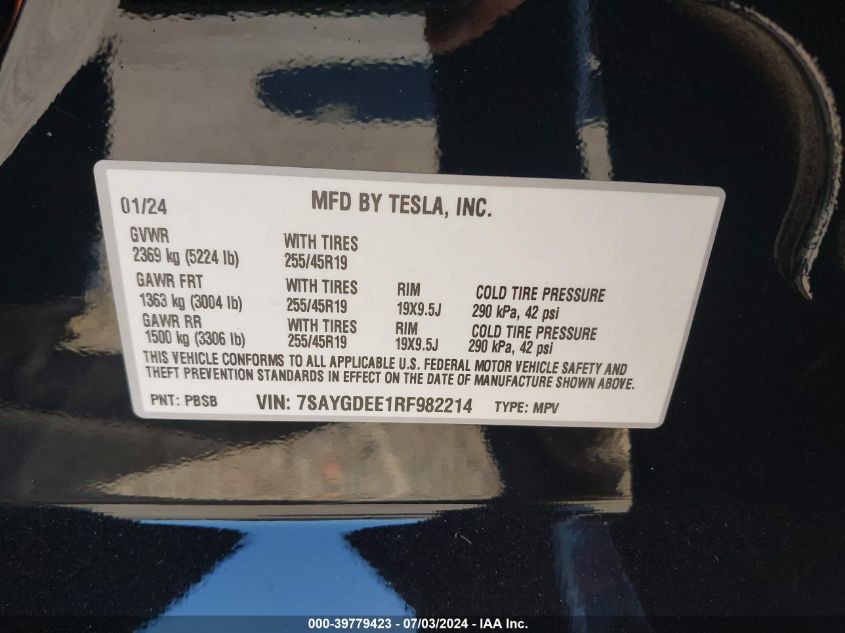 01/24 MFD BY TESLA, INC.
GVWR WITH TIRES
2369 kg (5224 lb) 255/45R19
GAWR FRT WITH TIRES RIM COLD TIRE PRESSURE
1363 kg (3004 lb) 255/45R19 19X9.5J 290 kPa, 42 psi
GAWR RR WITH TIRES RIM COLD TIRE PRESSURE
1500 kg (3306 lb) 255/45R19 19X9.5J 290 kPa, 42 psi
THIS VEHICLE CONFORMS TO ALL APPLICABLE U.S. FEDERAL MOTOR VEHICLE SAFETY AND
THEFT PREVENTION STANDARDS IN EFFECT ON THE DATE OF MANUFACTURE SHOWN ABOVE.
PNT: PBSB VIN: 7SAYGDEE1RF982214 TYPE: MPV
000-39779423 - 07/03/2024 - IAA Inc.